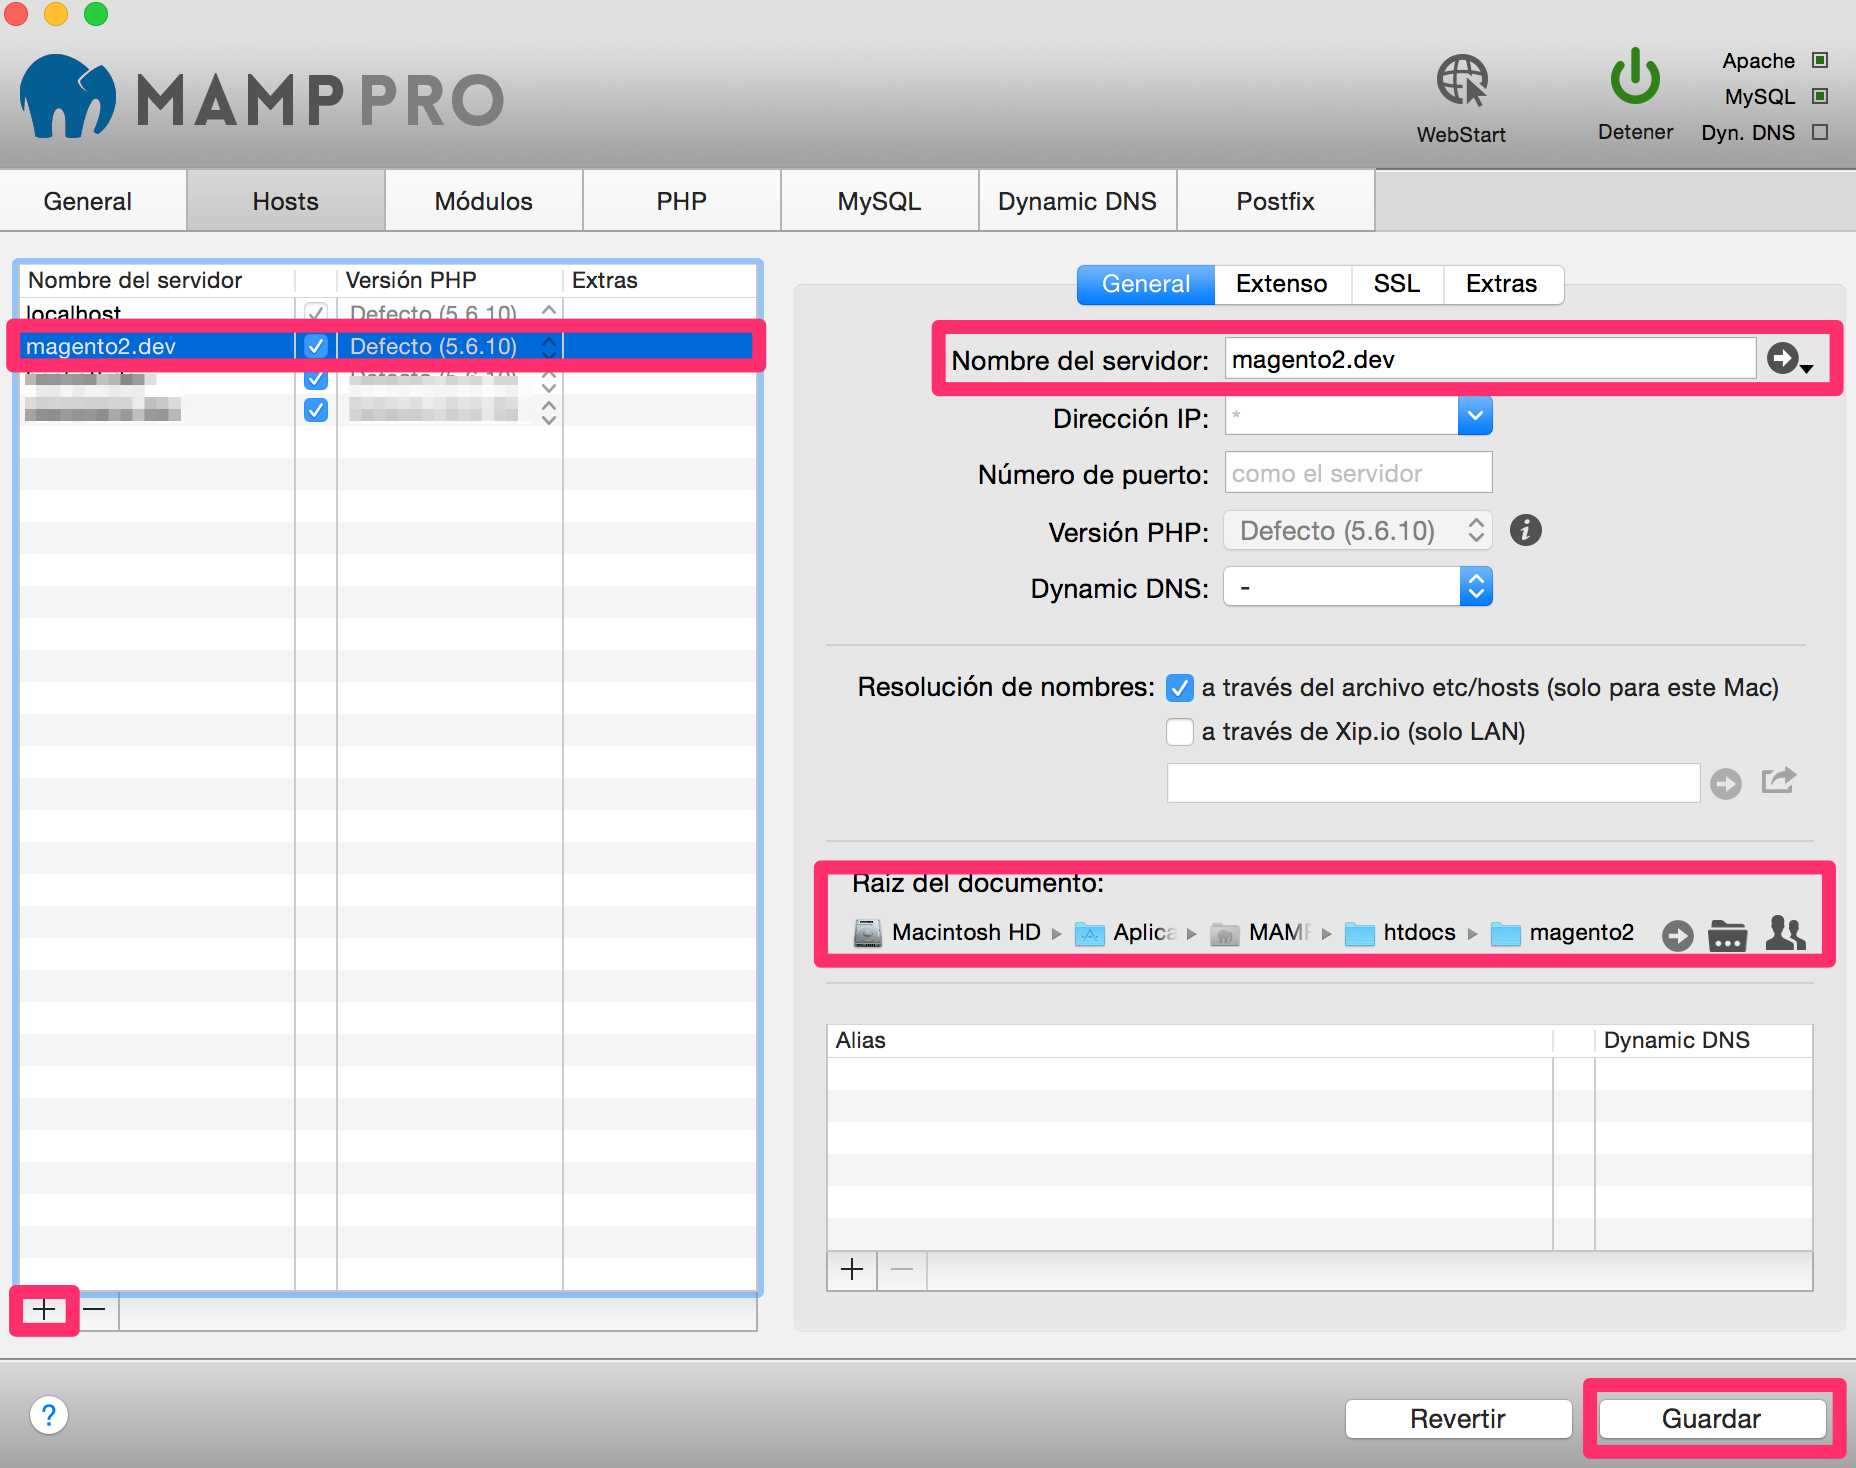 MAMP PRO
WebStart
Detener
Apache
MySQL
Dyn. DNS
General
Hosts
Módulos
PHP
MySQL
Dynamic DNS
Postfix
Nombre del servidor
Versión PHP
Extras
localhost
Defecto (5.6.10)
magento2.dev
Defecto (5.6.10)
General
Extenso
SSL
Extras
Nombre del servidor: magento2.dev
Dirección IP: *
Número de puerto: como el servidor
Versión PHP: Defecto (5.6.10)
Dynamic DNS: -
Resolución de nombres: a través del archivo etc/hosts (solo para este Mac)
a través de Xip.io (solo LAN)
Raíz del documento:
Macintosh HD
Aplica
MAMP
htdocs
magento2
Alias
Dynamic DNS
?
Revertir
Guardar